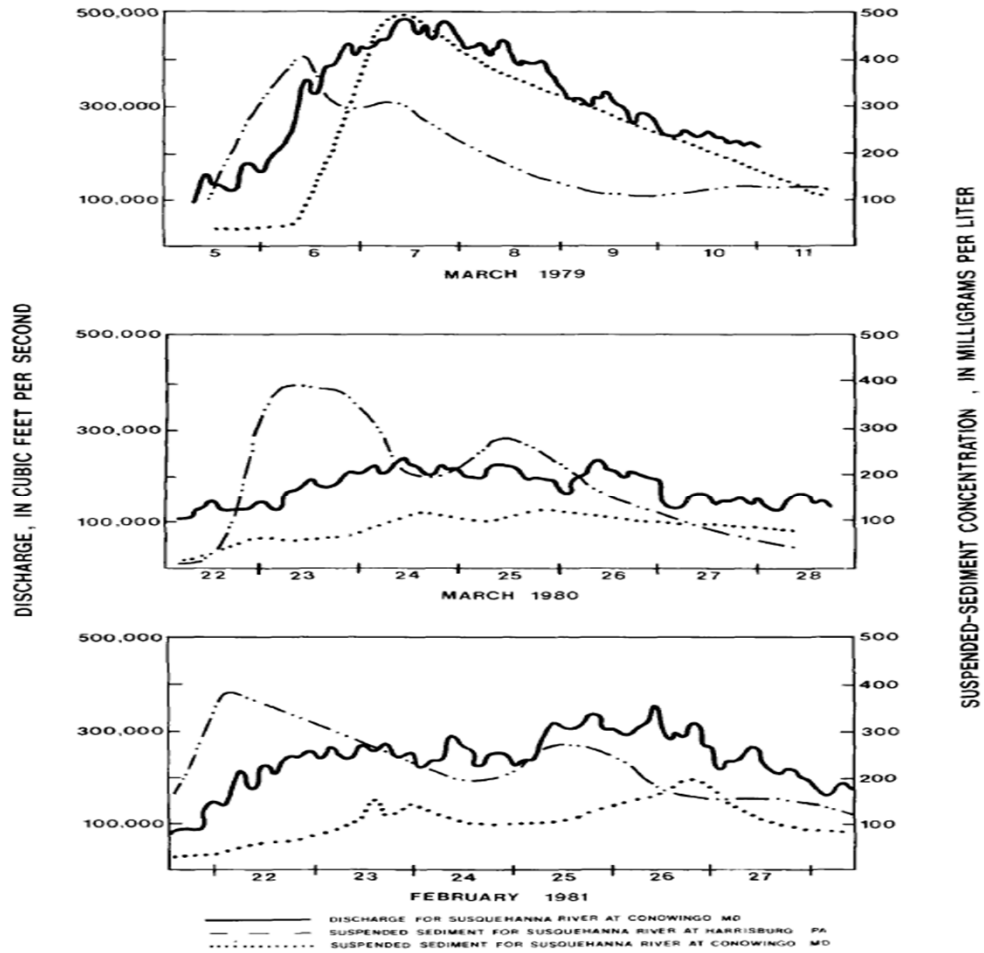 DISCHARGE, IN CUBIC FEET PER SECOND
500,000
300,000
100,000
500
400
300
200
100
5 6 7 8 9 10 11
MARCH 1979
500,000
300,000
100,000
500
400
300
200
100
22 23 24 25 26 27 28
MARCH 1980
500,000
300,000
100,000
500
400
300
200
100
22 23 24 25 26 27
FEBRUARY 1981
SUSPENDED-SEDIMENT CONCENTRATION , IN MILLIGRAMS PER LITER
DISCHARGE FOR SUSQUEHANNA RIVER AT CONOWINGO MD
SUSPENDED SEDIMENT FOR SUSQUEHANNA RIVER AT HARRISBURG PA
SUSPENDED SEDIMENT FOR SUSQUEHANNA RIVER AT CONOWINGO MD